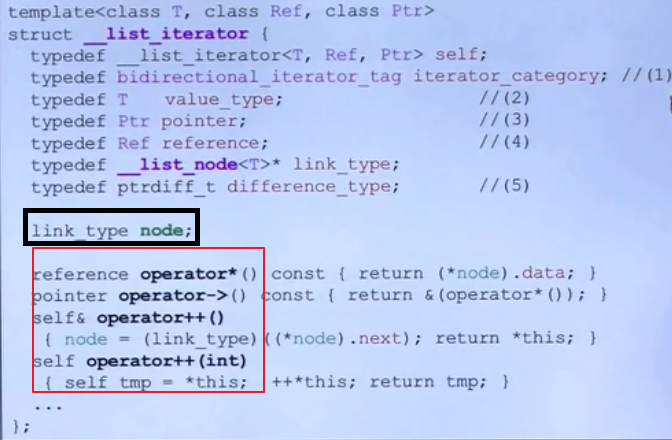 template<class T, class Ref, class Ptr>
struct __list_iterator {
typedef __list_iterator<T, Ref, Ptr> self;
typedef bidirectional_iterator_tag iterator_category; //(1)
typedef T value_type; //(2)
typedef Ptr pointer; //(3)
typedef Ref reference; //(4)
typedef __list_node<T>* link_type;
typedef ptrdiff_t difference_type; //(5)
link_type node;
reference operator*() const { return (*node).data; }
pointer operator->() const { return &(operator*()); }
self& operator++()
{ node = (link_type)((*node).next); return *this; }
self operator++(int)
{ self tmp = *this; ++*this; return tmp; }
...
};